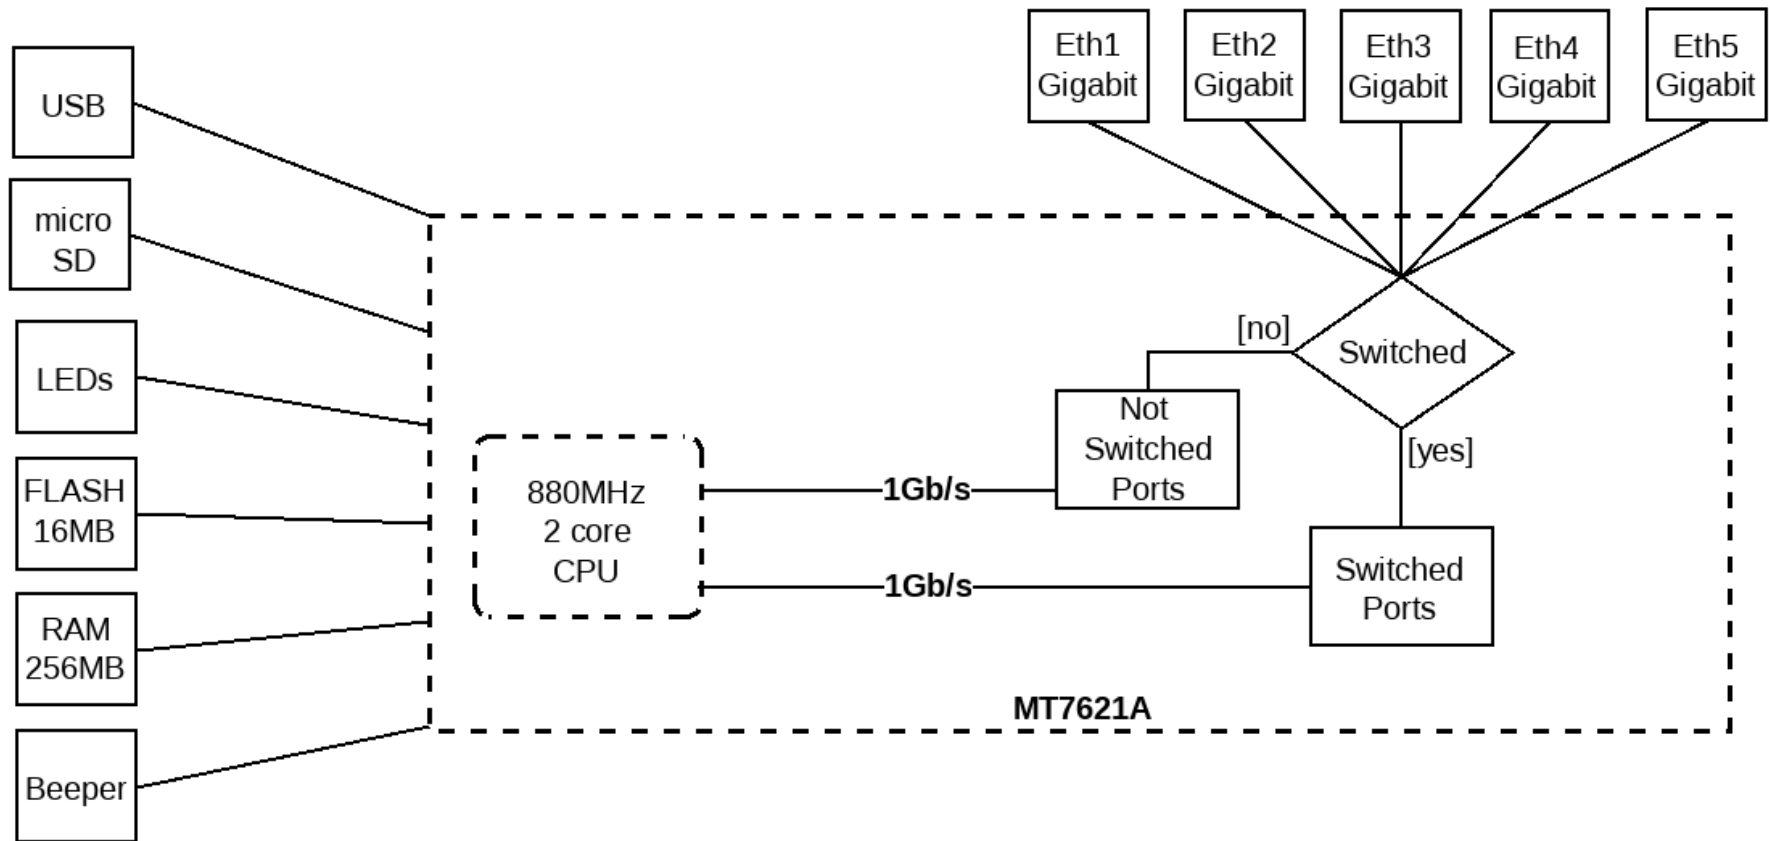 Eth1
Gigabit
Eth2
Gigabit
Eth3
Gigabit
Eth4
Gigabit
Eth5
Gigabit
USB
micro
SD
LEDs
FLASH
16MB
RAM
256MB
Beeper
[no]
Switched
[yes]
Not
Switched
Ports
880MHz
2 core
CPU
1Gb/s
1Gb/s
Switched
Ports
MT7621A